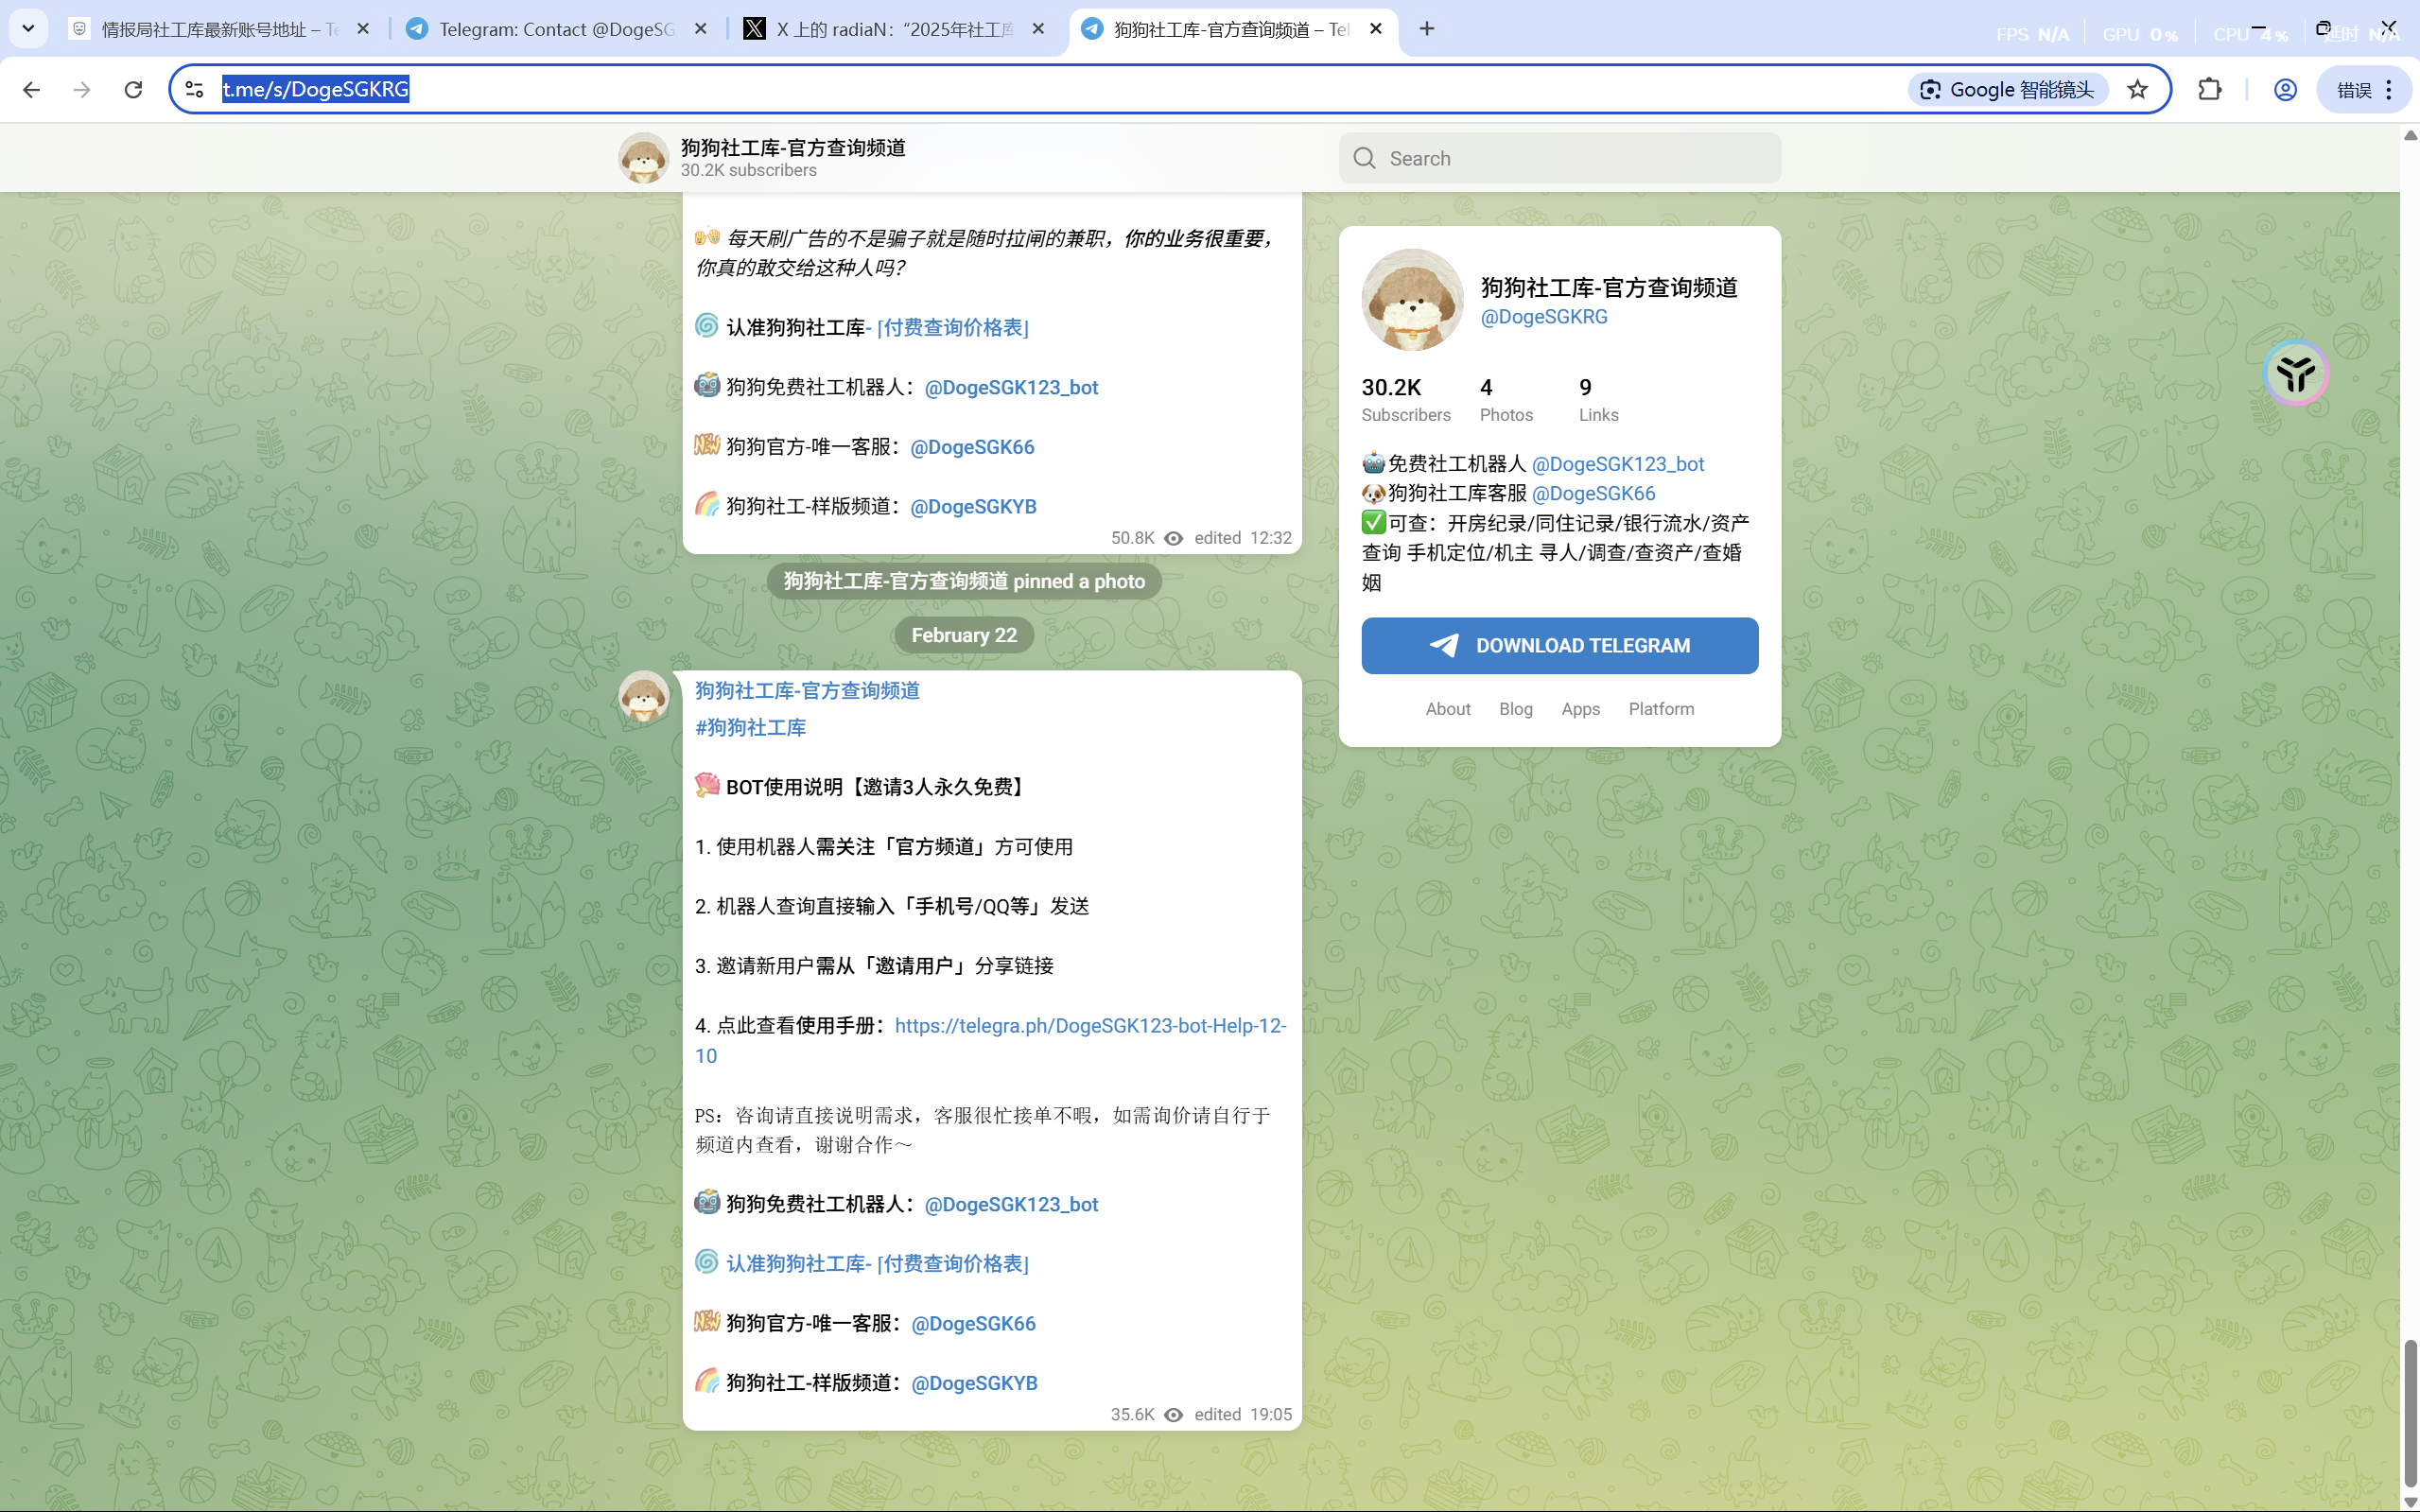 情报局社工库最新账号地址 – Te
Telegram: Contact @DogeSG
X 上的 radiaN:“2025年社工库
狗狗社工库-官方查询频道 – Tel
FPS N/A GPU 0% CPU 4% 延时 N/A
t.me/s/DogeSGKRG
Google 智能镜头
错误
狗狗社工库-官方查询频道
30.2K subscribers
Search
每天刷广告的不是骗子就是随时拉闸的兼职,你的业务很重要,
你真的敢交给这种人吗?
认准狗狗社工库- [付费查询价格表]
狗狗免费社工机器人:@DogeSGK123_bot
狗狗官方-唯一客服:@DogeSGK66
狗狗社工-样版频道:@DogeSGKYB
50.8K edited 12:32
狗狗社工库-官方查询频道 pinned a photo
February 22
狗狗社工库-官方查询频道
#狗狗社工库
BOT使用说明【邀请3人永久免费】
1. 使用机器人需关注「官方频道」方可使用
2. 机器人查询直接输入「手机号/QQ等」发送
3. 邀请新用户需从「邀请用户」分享链接
4. 点此查看使用手册:https://telegra.ph/DogeSGK123-bot-Help-12-
10
PS:咨询请直接说明需求,客服很忙接单不暇,如需询价请自行于
频道内查看,谢谢合作~
狗狗免费社工机器人:@DogeSGK123_bot
认准狗狗社工库- [付费查询价格表]
NEW 狗狗官方-唯一客服:@DogeSGK66
狗狗社工-样版频道:@DogeSGKYB
35.6K edited 19:05
狗狗社工库-官方查询频道
@DogeSGKRG
30.2K 4 9
Subscribers Photos Links
免费社工机器人 @DogeSGK123_bot
狗狗社工库客服 @DogeSGK66
可查:开房纪录/同住记录/银行流水/资产
查询 手机定位/机主 寻人/调查/查资产/查婚
姻
DOWNLOAD TELEGRAM
About Blog Apps Platform